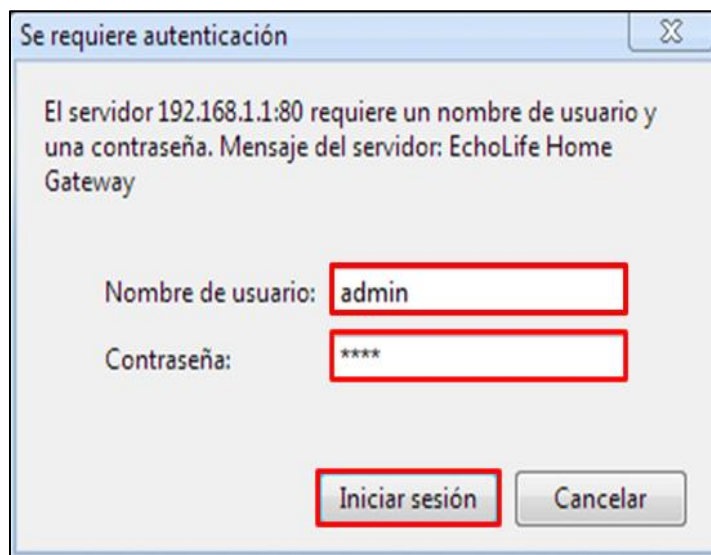 Se requiere autenticación
El servidor 192.168.1.1:80 requiere un nombre de usuario y
una contraseña. Mensaje del servidor: EchoLife Home
Gateway
Nombre de usuario: admin
Contraseña: ****
Iniciar sesión Cancelar